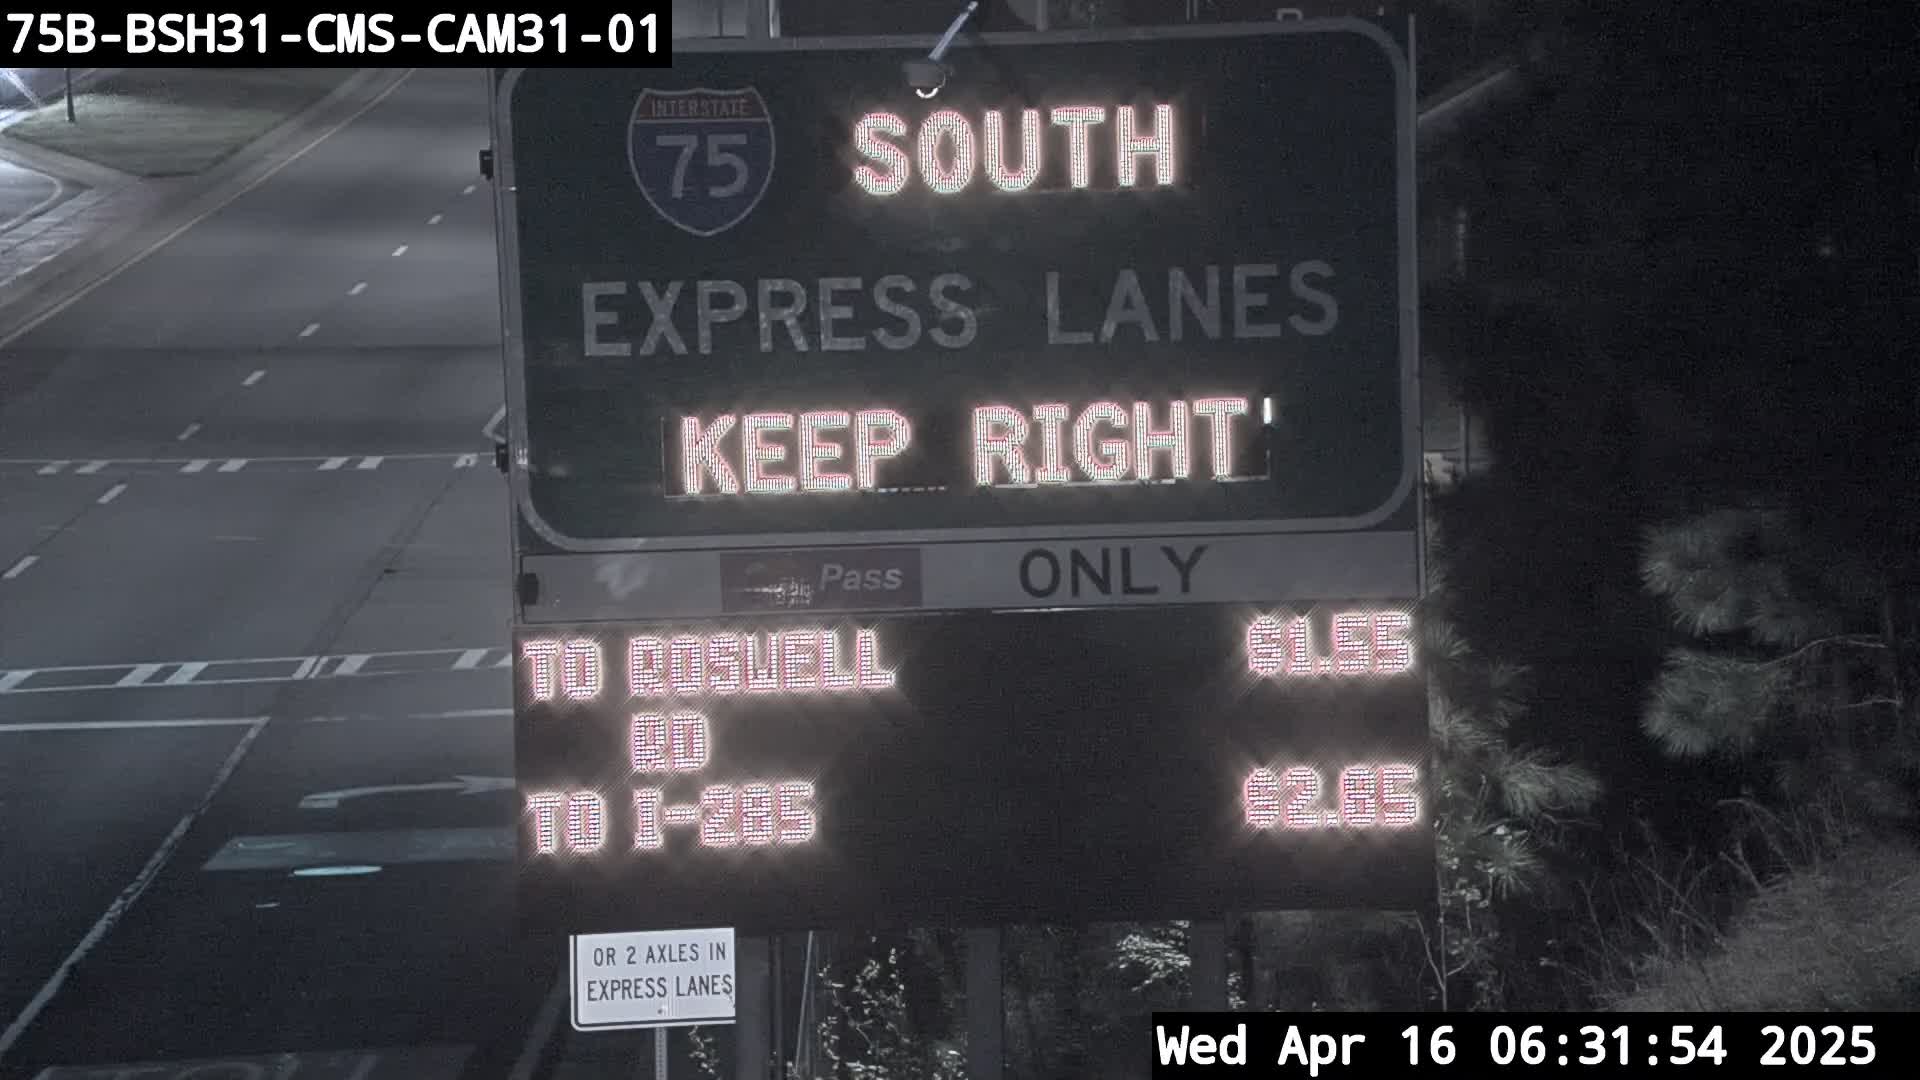 75B-BSH31-CMS-CAM31-01
INTERSTATE
75
SOUTH
EXPRESS LANES
KEEP RIGHT
Pass
ONLY
TO ROSWELL $1.55
RD
TO I-285 $2.85
OR 2 AXLES IN
EXPRESS LANES
Wed Apr 16 06:31:54 2025